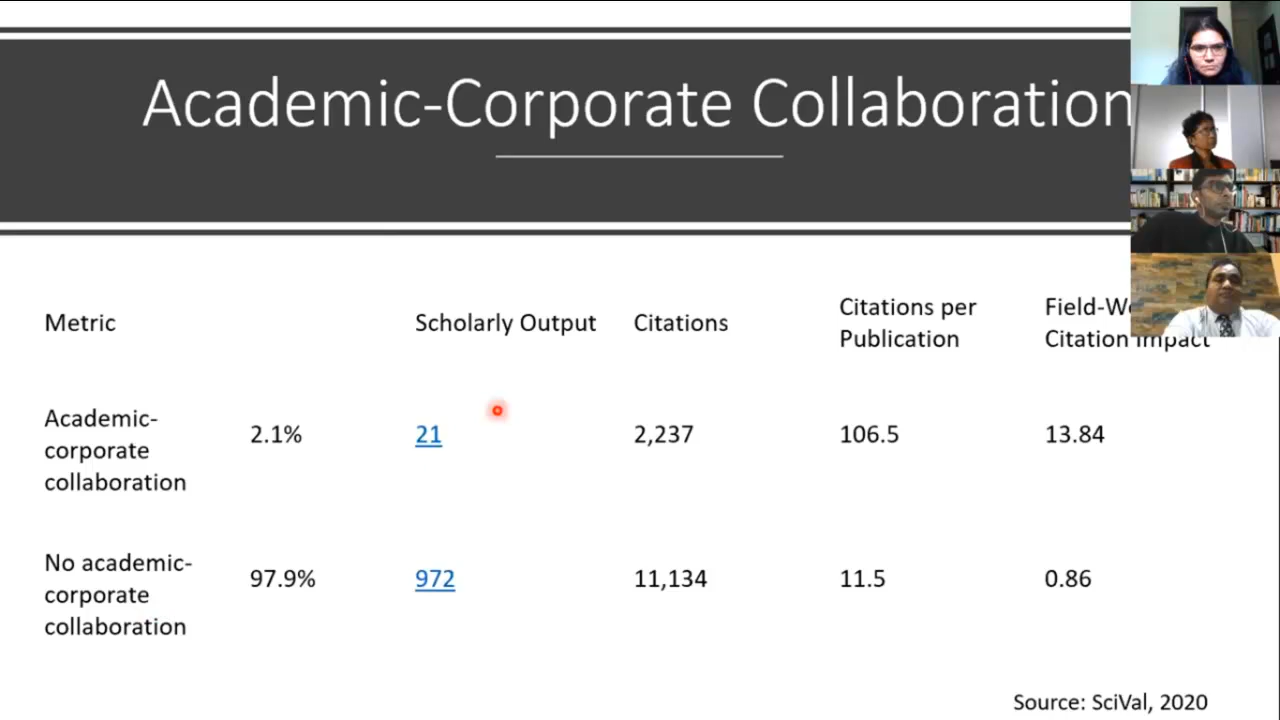 Academic-Corporate Collaboration
Metric
Scholarly Output
Citations
Citations per
Publication
Citation Impact
Academic-
corporate
collaboration
2.1%
21
2,237
106.5
13.84
No academic-
corporate
collaboration
97.9%
972
11,134
11.5
0.86
Source: SciVal, 2020